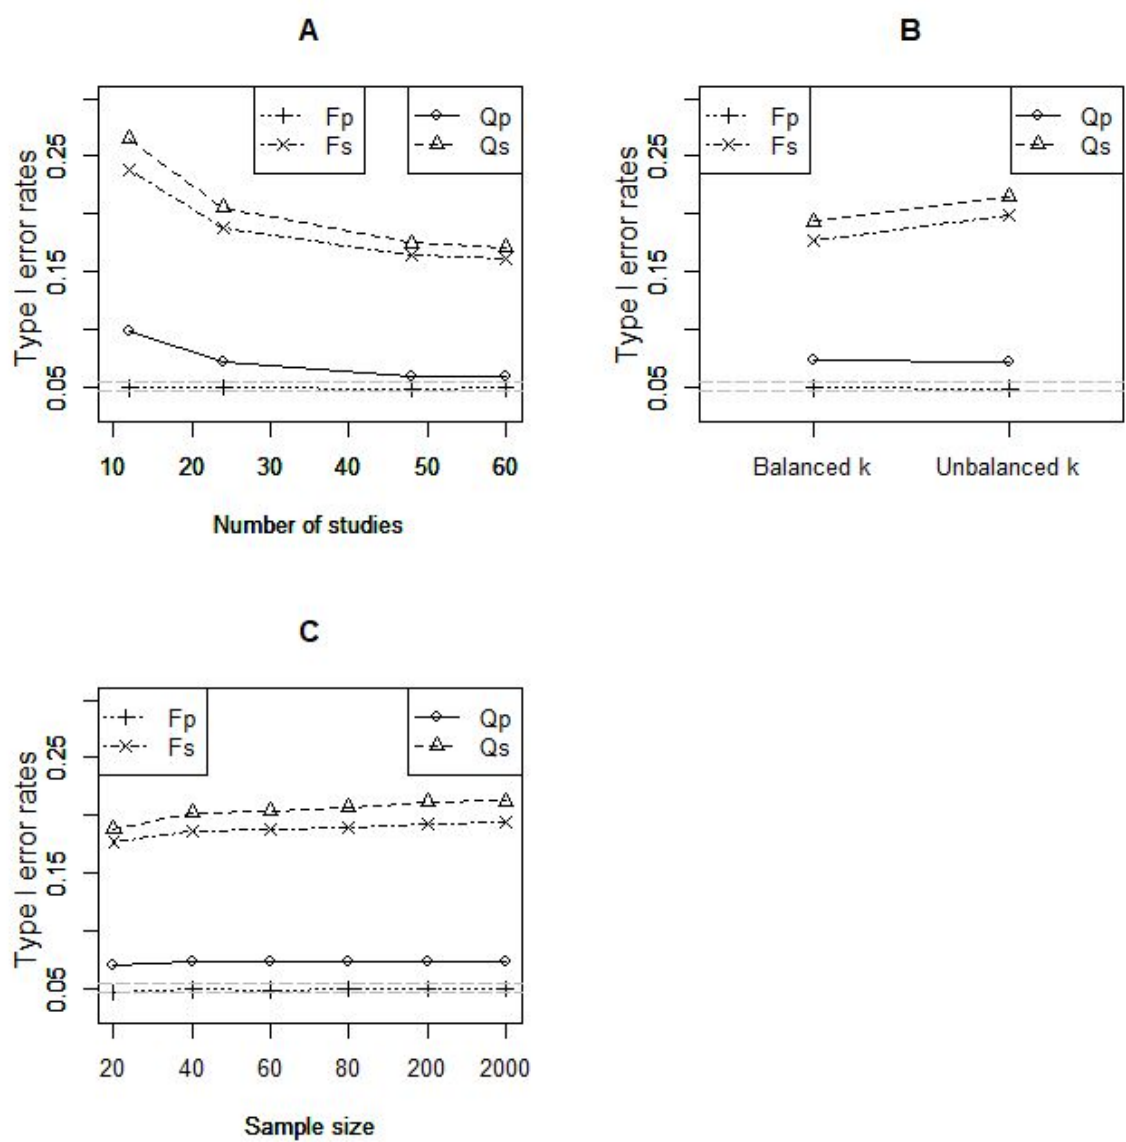 A
Fp
Fs
Qp
Qs
Type I error rates
0.05
0.15
0.25
10 20 30 40 50 60
Number of studies
B
Fp
Fs
Qp
Qs
Type I error rates
0.05
0.15
0.25
Balanced k Unbalanced k
C
Fp
Fs
Qp
Qs
Type I error rates
0.05
0.15
0.25
20 40 60 80 200 2000
Sample size